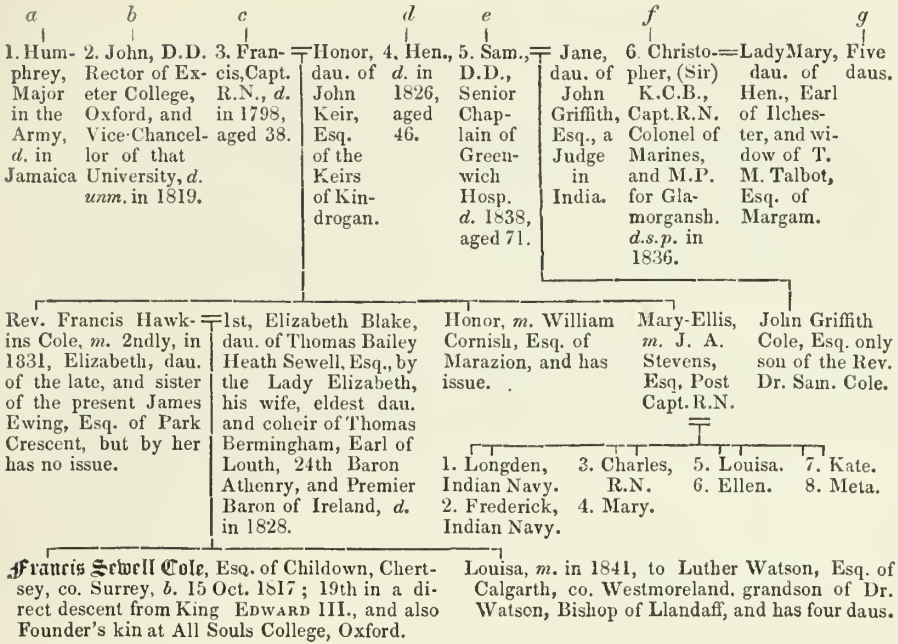 a b c d e f g
1. Hum-
phrey,
Major
in the
Army,
d. in
Jamaica
2. John, D.D.
Rector of Ex-
eter College,
Oxford, and
Vice-Chancel-
lor of that
University, d.
unm. in 1819.
3. Fran-
cis, Capt.
R.N., d.
in 1798,
aged 38.
Honor,
dau. of
John
Keir,
Esq.
of the
Keirs
of Kin-
drogan.
4. Hen.,
d. in
1826,
aged
46.
5. Sam.,
D.D.,
Senior
Chap-
lain of
Green-
wich
Hosp.
d. 1838,
aged 71.
Jane,
dau. of
John
Griffith,
Esq., a
Judge
in
India.
6. Christo-
pher, (Sir)
K.C.B.,
Capt. R.N.
Colonel of
Marines,
and M.P.
for Gla-
morgansh.
d.s.p. in
1836.
Lady Mary,
dau. of
Hen., Earl
of Ilches-
ter, and wi-
dow of T.
M. Talbot,
Esq. of
Margam.
Five
daus.
Rev. Francis Hawk-
ins Cole, m. 2ndly, in
1831, Elizabeth, dau.
of the late, and sister
of the present James
Ewing, Esq. of Park
Crescent, but by her
has no issue.
1st, Elizabeth Blake,
dau. of Thomas Bailey
Heath Sewell, Esq., by
the Lady Elizabeth,
his wife, eldest dau.
and coheir of Thomas
Bermingham, Earl of
Louth, 24th Baron
Athenry, and Premier
Baron of Ireland, d.
in 1828.
Honor, m. William
Cornish, Esq. of
Marazion, and has
issue.
Mary-Ellis,
m. J. A.
Stevens,
Esq, Post
Capt. R.N.
John Griffith
Cole, Esq. only
son of the Rev.
Dr. Sam. Cole.
1. Longden,
Indian Navy.
2. Frederick,
Indian Navy.
3. Charles,
R.N.
4. Mary.
5. Louisa.
6. Ellen.
7. Kate.
8. Meta.
Francis Sewell Cole, Esq. of Childown, Chert-
sey, co. Surrey, b. 15 Oct. 1817; 19th in a di-
rect descent from King EDWARD III., and also
Founder's kin at All Souls College, Oxford.
Louisa, m. in 1841, to Luther Watson, Esq. of
Calgarth, co. Westmoreland, grandson of Dr.
Watson, Bishop of Llandaff, and has four daus.